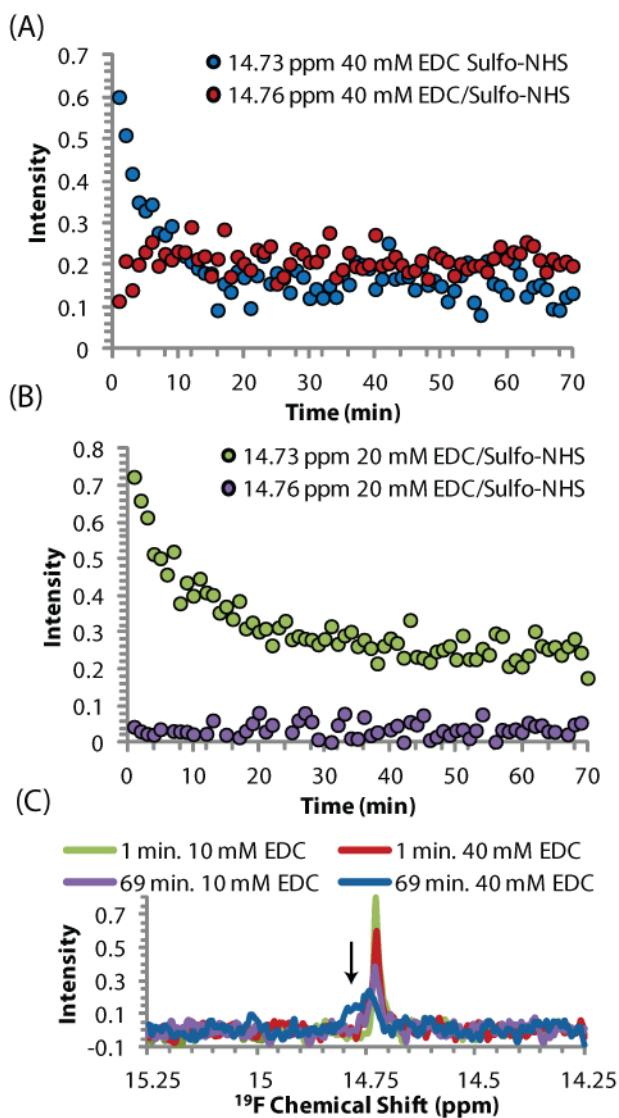 (A)
0.7
0.6
0.5
0.4
0.3
0.2
0.1
0
Intensity
14.73 ppm 40 mM EDC Sulfo-NHS
14.76 ppm 40 mM EDC/Sulfo-NHS
0 10 20 30 40 50 60 70
Time (min)
(B)
0.8
0.7
0.6
0.5
0.4
0.3
0.2
0.1
0
Intensity
14.73 ppm 20 mM EDC/Sulfo-NHS
14.76 ppm 20 mM EDC/Sulfo-NHS
0 10 20 30 40 50 60 70
Time (min)
(C)
1 min. 10 mM EDC 1 min. 40 mM EDC
69 min. 10 mM EDC 69 min. 40 mM EDC
0.7
0.5
0.3
0.1
-0.1
Intensity
15.25 15 14.75 14.5 14.25
¹⁹F Chemical Shift (ppm)